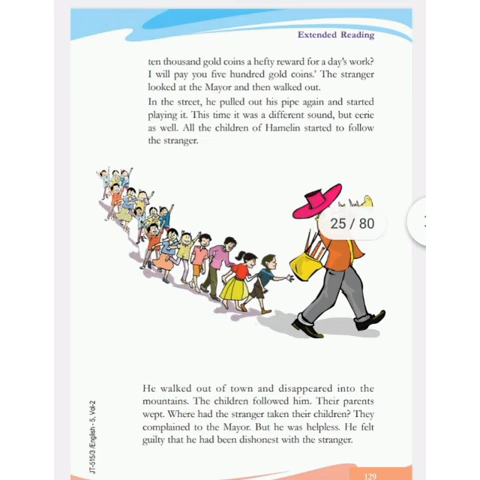 Extended Reading
ten thousand gold coins a hefty reward for a day's work?
I will pay you five hundred gold coins.' The stranger
looked at the Mayor and then walked out.
In the street, he pulled out his pipe again and started
playing it. This time it was a different sound, but eerie
as well. All the children of Hamelin started to follow
the stranger.
25 / 80
He walked out of town and disappeared into the
mountains. The children followed him. Their parents
wept. Where had the stranger taken their children? They
complained to the Mayor. But he was helpless. He felt
guilty that he had been dishonest with the stranger.
JT-515/3 /English - 5, Vol-2
129